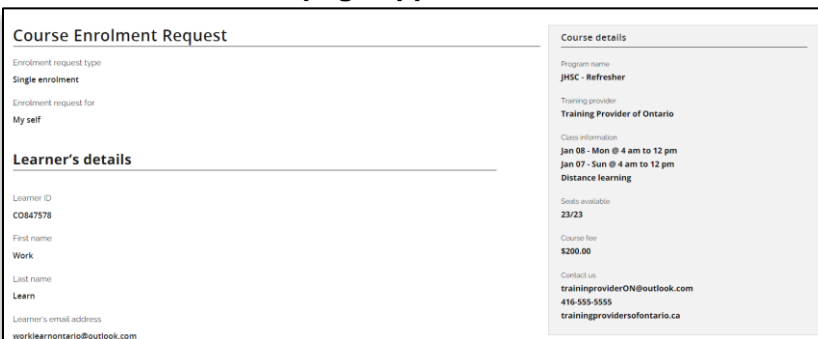 Course Enrolment Request
Enrolment request type
Single enrolment
Enrolment request for
My self
Learner's details
Learner ID
CO847578
First name
Work
Last name
Learn
Learner's email address
worklearnontario@outlook.com
Course details
Program name
JHSC - Refresher
Training provider
Training Provider of Ontario
Class information
Jan 08 - Mon @ 4 am to 12 pm
Jan 07 - Sun @ 4 am to 12 pm
Distance learning
Seats available
23/23
Course fee
$200.00
Contact us
traininproviderON@outlook.com
416-555-5555
trainingprovidersofontario.ca